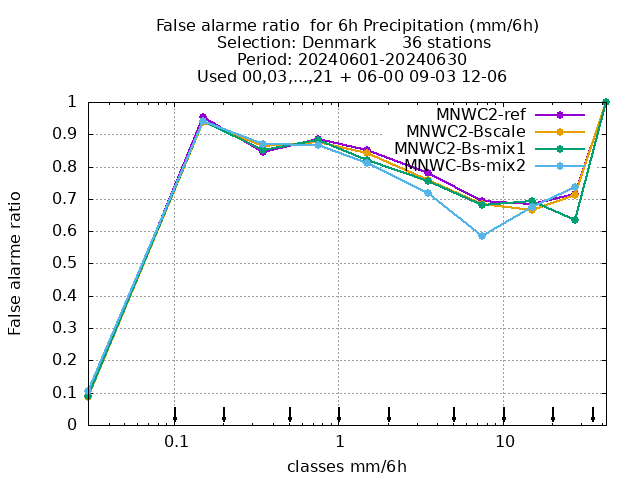 False alarme ratio  for 6h Precipitation (mm/6h)
Selection: Denmark     36 stations
Period: 20240601-20240630
Used 00,03,...,21 + 06-00 09-03 12-06
MNWC2-ref
MNWC2-Bscale
MNWC2-Bs-mix1
MNWC-Bs-mix2
False alarme ratio
1
0.9
0.8
0.7
0.6
0.5
0.4
0.3
0.2
0.1
0
0.1 1 10
classes mm/6h